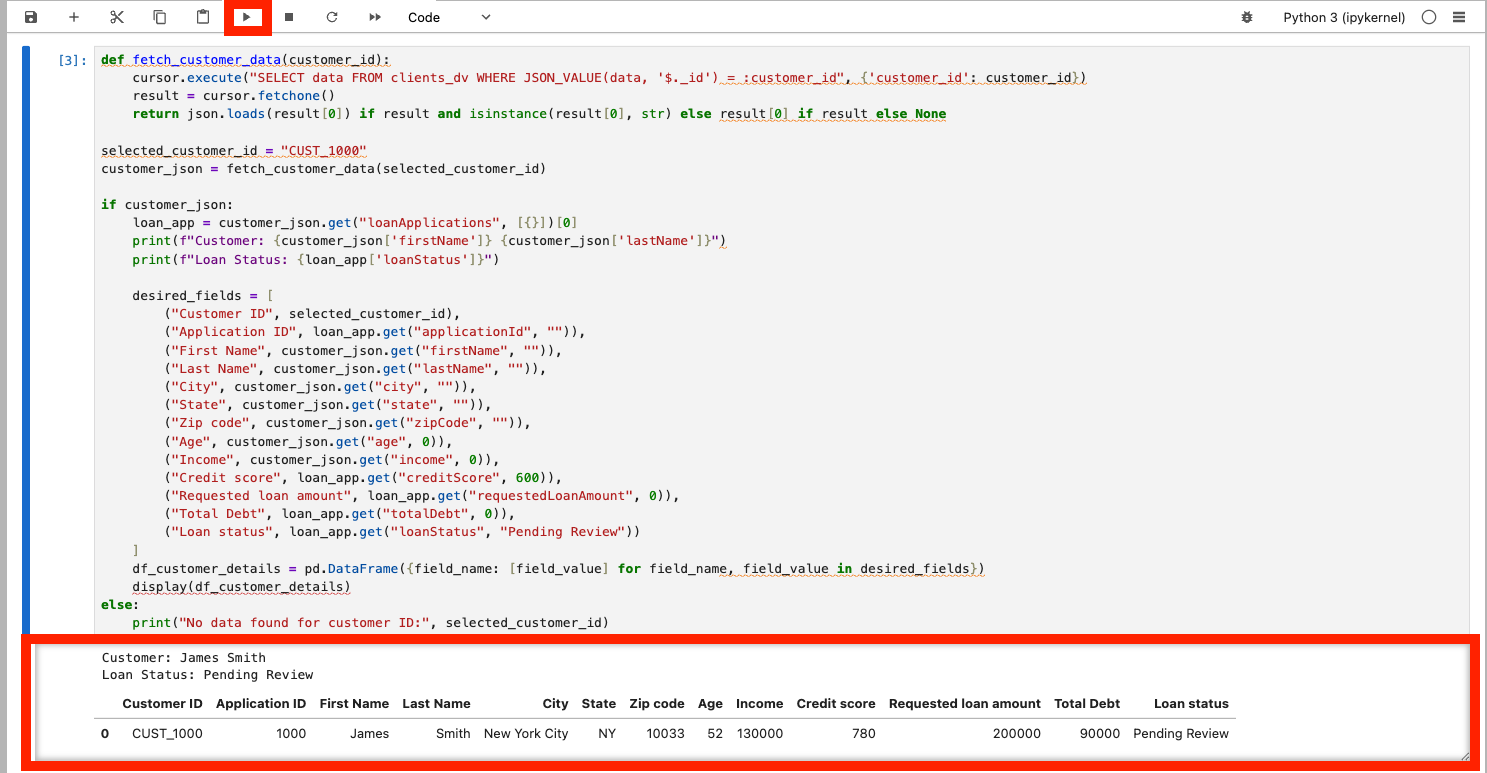 Code
Python 3 (ipykernel)
[3]:
def fetch_customer_data(customer_id):
    cursor.execute("SELECT data FROM clients_dv WHERE JSON_VALUE(data, '$._id') = :customer_id", {'customer_id': customer_id})
    result = cursor.fetchone()
    return json.loads(result[0]) if result and isinstance(result[0], str) else result[0] if result else None
selected_customer_id = "CUST_1000"
customer_json = fetch_customer_data(selected_customer_id)
if customer_json:
    loan_app = customer_json.get("loanApplications", [{}])[0]
    print(f"Customer: {customer_json['firstName']} {customer_json['lastName']}")
    print(f"Loan Status: {loan_app['loanStatus']}")
    desired_fields = [
        ("Customer ID", selected_customer_id),
        ("Application ID", loan_app.get("applicationId", "")),
        ("First Name", customer_json.get("firstName", "")),
        ("Last Name", customer_json.get("lastName", "")),
        ("City", customer_json.get("city", "")),
        ("State", customer_json.get("state", "")),
        ("Zip code", customer_json.get("zipCode", "")),
        ("Age", customer_json.get("age", 0)),
        ("Income", customer_json.get("income", 0)),
        ("Credit score", loan_app.get("creditScore", 600)),
        ("Requested loan amount", loan_app.get("requestedLoanAmount", 0)),
        ("Total Debt", loan_app.get("totalDebt", 0)),
        ("Loan status", loan_app.get("loanStatus", "Pending Review"))
    ]
    df_customer_details = pd.DataFrame({field_name: [field_value] for field_name, field_value in desired_fields})
    display(df_customer_details)
else:
    print("No data found for customer ID:", selected_customer_id)
Customer: James Smith
Loan Status: Pending Review
Customer ID Application ID First Name Last Name City State Zip code Age Income Credit score Requested loan amount Total Debt Loan status
0 CUST_1000 1000 James Smith New York City NY 10033 52 130000 780 200000 90000 Pending Review